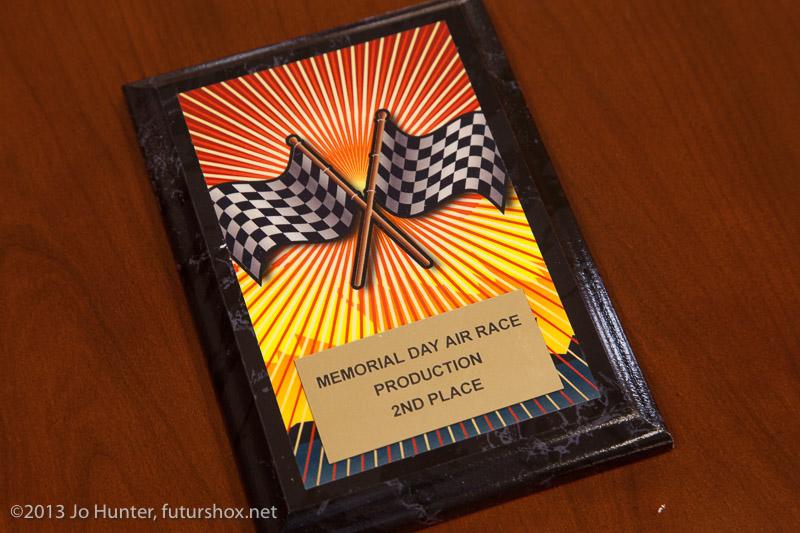 MEMORIAL DAY AIR RACE
PRODUCTION
2ND PLACE
©2013 Jo Hunter, futurshox.net